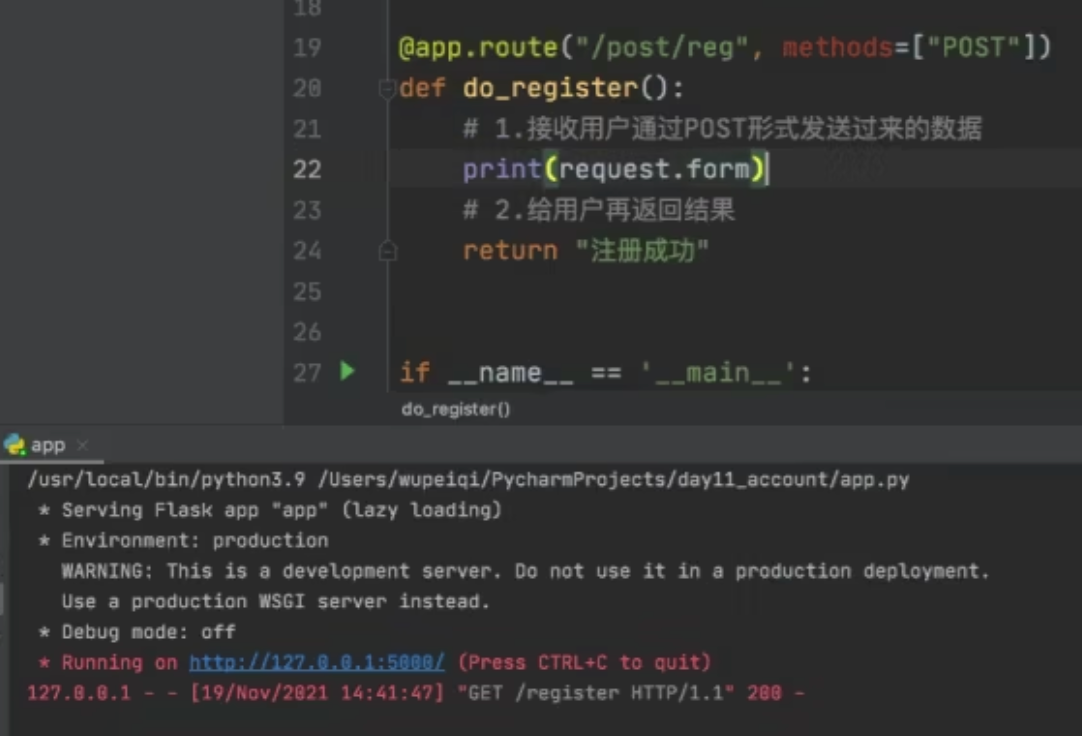 18
19 @app.route("/post/reg", methods=["POST"])
20 def do_register():
21 # 1.接收用户通过POST形式发送过来的数据
22 print(request.form)
23 # 2.给用户再返回结果
24 return "注册成功"
25
26
27 if __name__ == '__main__':
do_register()
app
/usr/local/bin/python3.9 /Users/wupeiqi/PycharmProjects/day11_account/app.py
* Serving Flask app "app" (lazy loading)
* Environment: production
WARNING: This is a development server. Do not use it in a production deployment.
Use a production WSGI server instead.
* Debug mode: off
* Running on http://127.0.0.1:5000/ (Press CTRL+C to quit)
127.0.0.1 - - [19/Nov/2021 14:41:47] "GET /register HTTP/1.1" 200 -